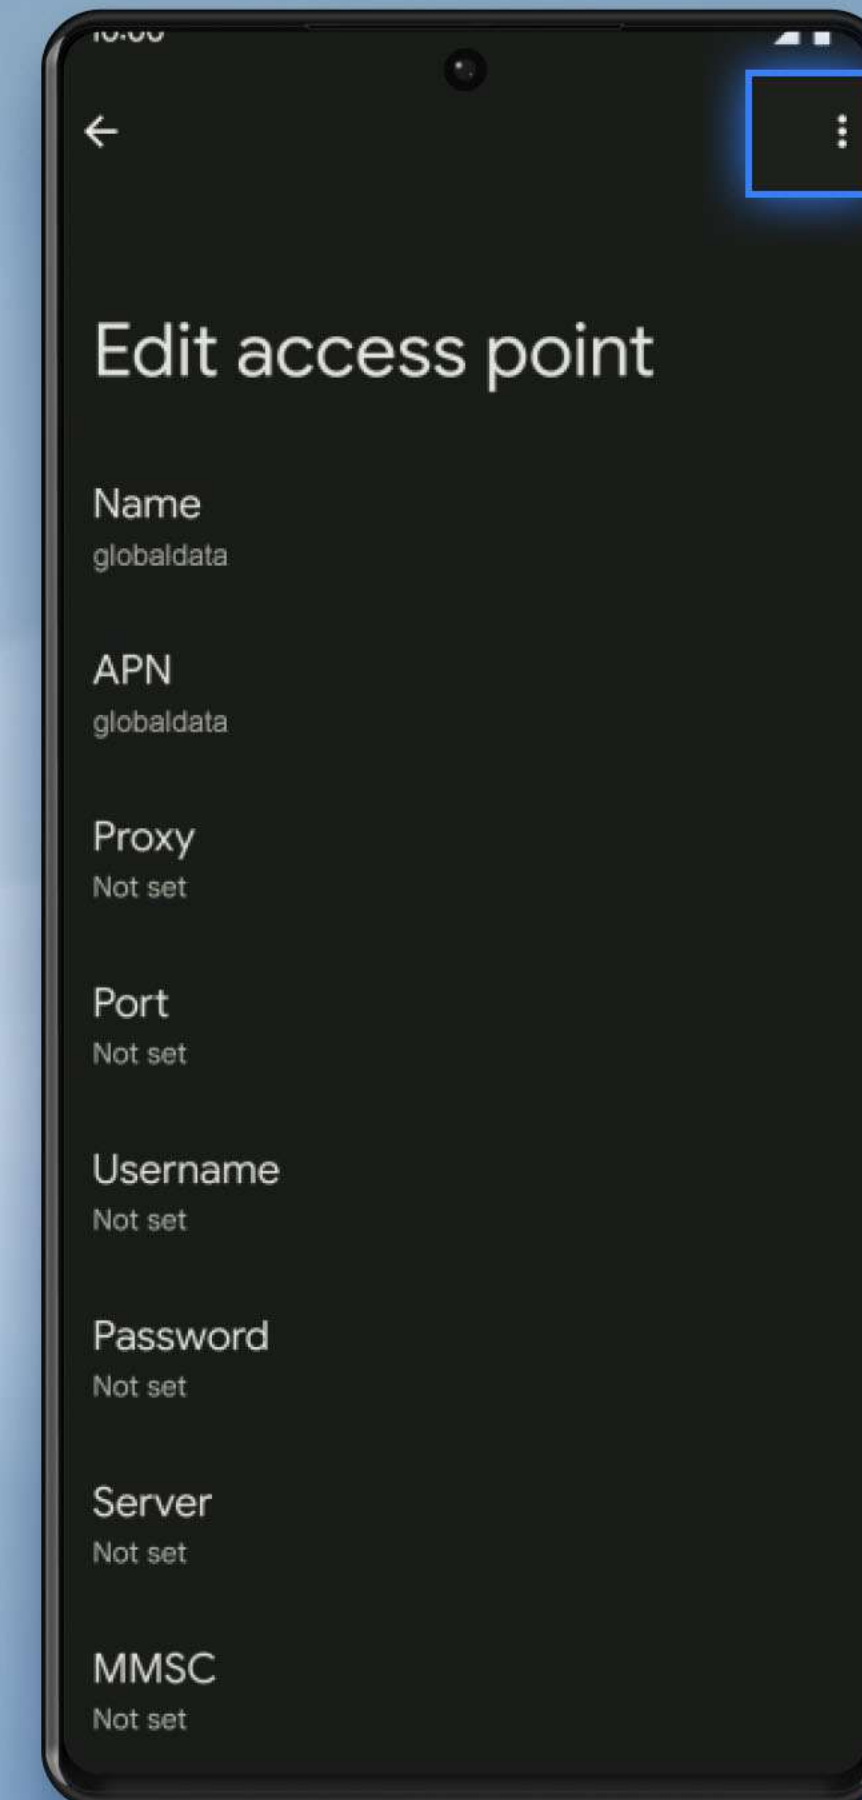 Edit access point
Name
globaldata
APN
globaldata
Proxy
Not set
Port
Not set
Username
Not set
Password
Not set
Server
Not set
MMSC
Not set